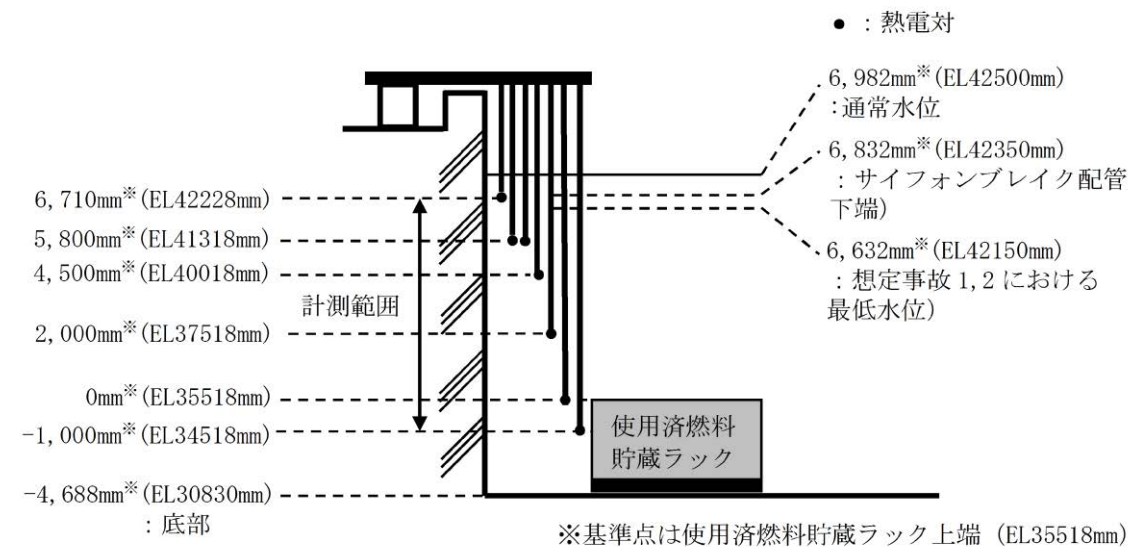 ● : 熱電対
6,982mm※(EL42500mm)
:通常水位
6,832mm※(EL42350mm)
: サイフォンブレイク配管
下端)
6,632mm※(EL42150mm)
: 想定事故 1,2 における
最低水位)
6,710mm※(EL42228mm)
5,800mm※(EL41318mm)
4,500mm※(EL40018mm)
計測範囲
2,000mm※(EL37518mm)
0mm※(EL35518mm)
-1,000mm※(EL34518mm)
使用済燃料
貯蔵ラック
-4,688mm※(EL30830mm)
: 底部
※基準点は使用済燃料貯蔵ラック上端 (EL35518mm)